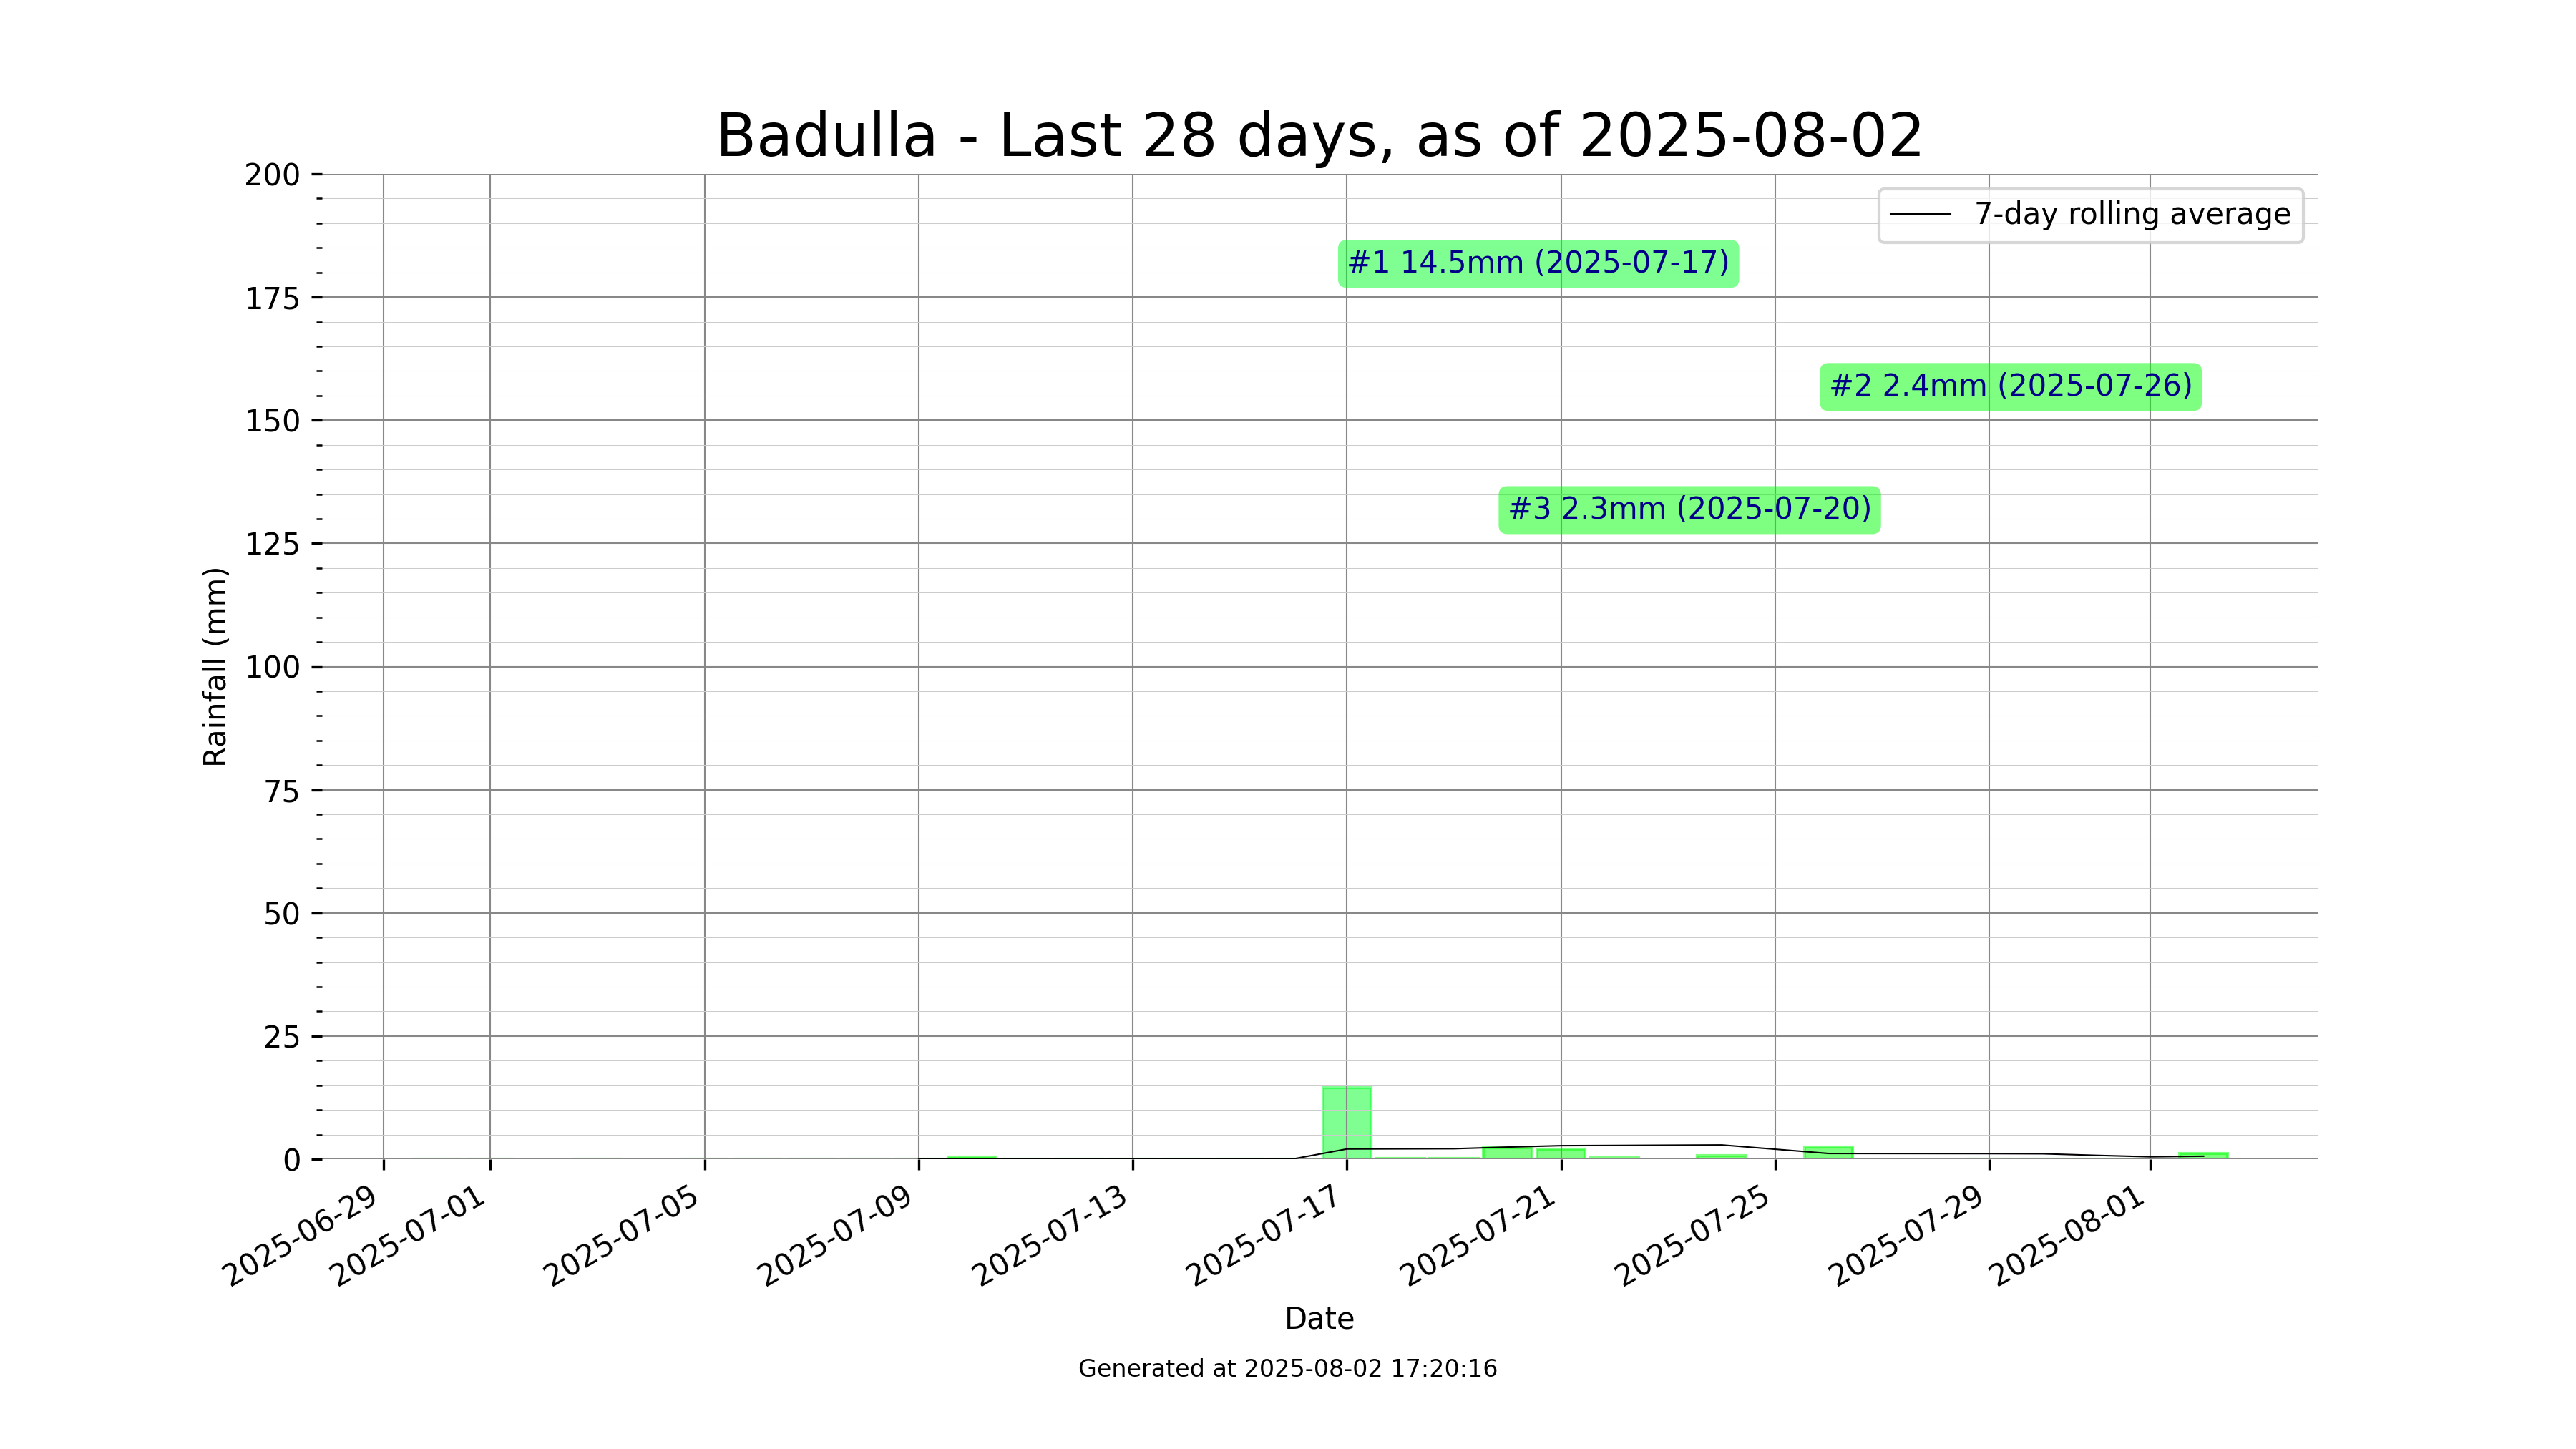 Badulla - Last 28 days, as of 2025-08-02
7-day rolling average
#1 14.5mm (2025-07-17)
#2 2.4mm (2025-07-26)
#3 2.3mm (2025-07-20)
Rainfall (mm)
200
175
150
125
100
75
50
25
0
2025-06-29
2025-07-01
2025-07-05
2025-07-09
2025-07-13
2025-07-17
2025-07-21
2025-07-25
2025-07-29
2025-08-01
Date
Generated at 2025-08-02 17:20:16